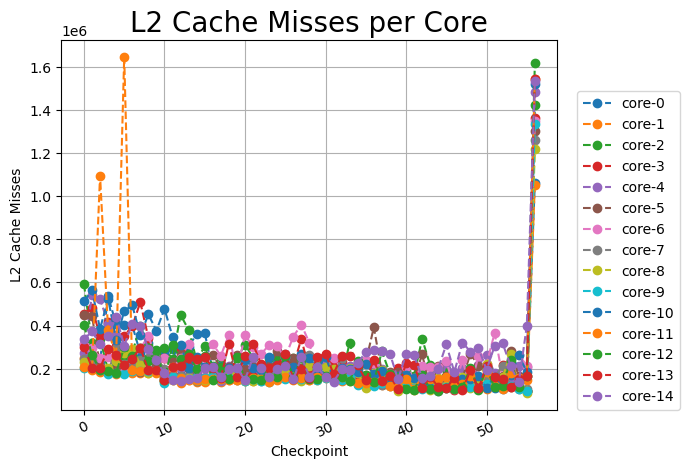 L2 Cache Misses per Core
1e6
1.6
1.4
1.2
1.0
0.8
0.6
0.4
0.2
L2 Cache Misses
0
10
20
30
40
50
Checkpoint
core-0
core-1
core-2
core-3
core-4
core-5
core-6
core-7
core-8
core-9
core-10
core-11
core-12
core-13
core-14